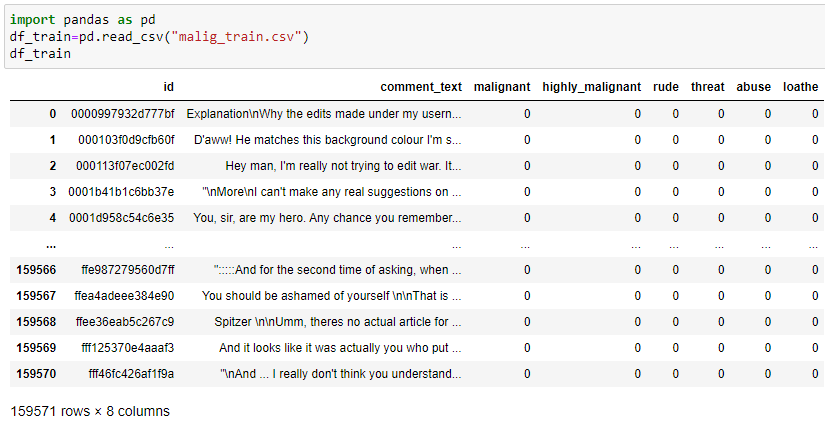 import pandas as pd
df_train=pd.read_csv("malig_train.csv")
df_train
id comment_text malignant highly_malignant rude threat abuse loathe
0 0000997932d777bf Explanation\nWhy the edits made under my usern... 0 0 0 0 0 0
1 000103f0d9cfb60f D'aww! He matches this background colour I'm s... 0 0 0 0 0 0
2 000113f07ec002fd Hey man, I'm really not trying to edit war. It... 0 0 0 0 0 0
3 0001b41b1c6bb37e "\nMore\nI can't make any real suggestions on ... 0 0 0 0 0 0
4 0001d958c54c6e35 You, sir, are my hero. Any chance you remember... 0 0 0 0 0 0
... ... ... ... ... ... ... ... ...
159566 ffe987279560d7ff ":::::And for the second time of asking, when ... 0 0 0 0 0 0
159567 ffea4adeee384e90 You should be ashamed of yourself \n\nThat is ... 0 0 0 0 0 0
159568 ffee36eab5c267c9 Spitzer \n\nUmm, theres no actual article for ... 0 0 0 0 0 0
159569 fff125370e4aaaf3 And it looks like it was actually you who put ... 0 0 0 0 0 0
159570 fff46fc426af1f9a "\nAnd ... I really don't think you understand... 0 0 0 0 0 0
159571 rows × 8 columns